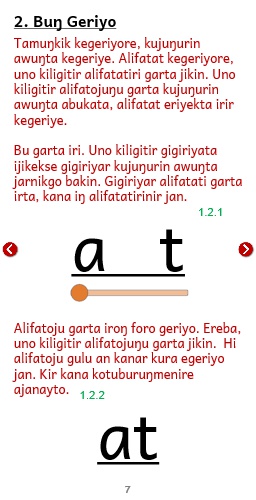 2. Buŋ Geriyo
Tamuŋkik kegeriyore, kujuŋurin
awuŋta kegeriye. Alifatat kegeriyore,
uno kiligitir alifatatiri garta jikin. Uno
kiligitir alifatojuŋu garta kujuŋurin
awuŋta abukata, alifatat eriyekta irir
kegeriye.
Bu garta iri. Uno kiligitir gigiriyata
ijikekse gigiriyar kujuŋurin awuŋta
jarnikgo bakin. Gigiriyar alifatati garta
irta, kana iŋ alifatatirinir jan.
1.2.1
a t
Alifatoju garta iroŋ foro geriyo. Ereba,
uno kiligitir alifatojuŋu garta jikin. Hi
alifatoju gulu an kanar kura egeriyo
jan. Kir kana kotuburuŋmenire
ajanayto. 1.2.2
at
7